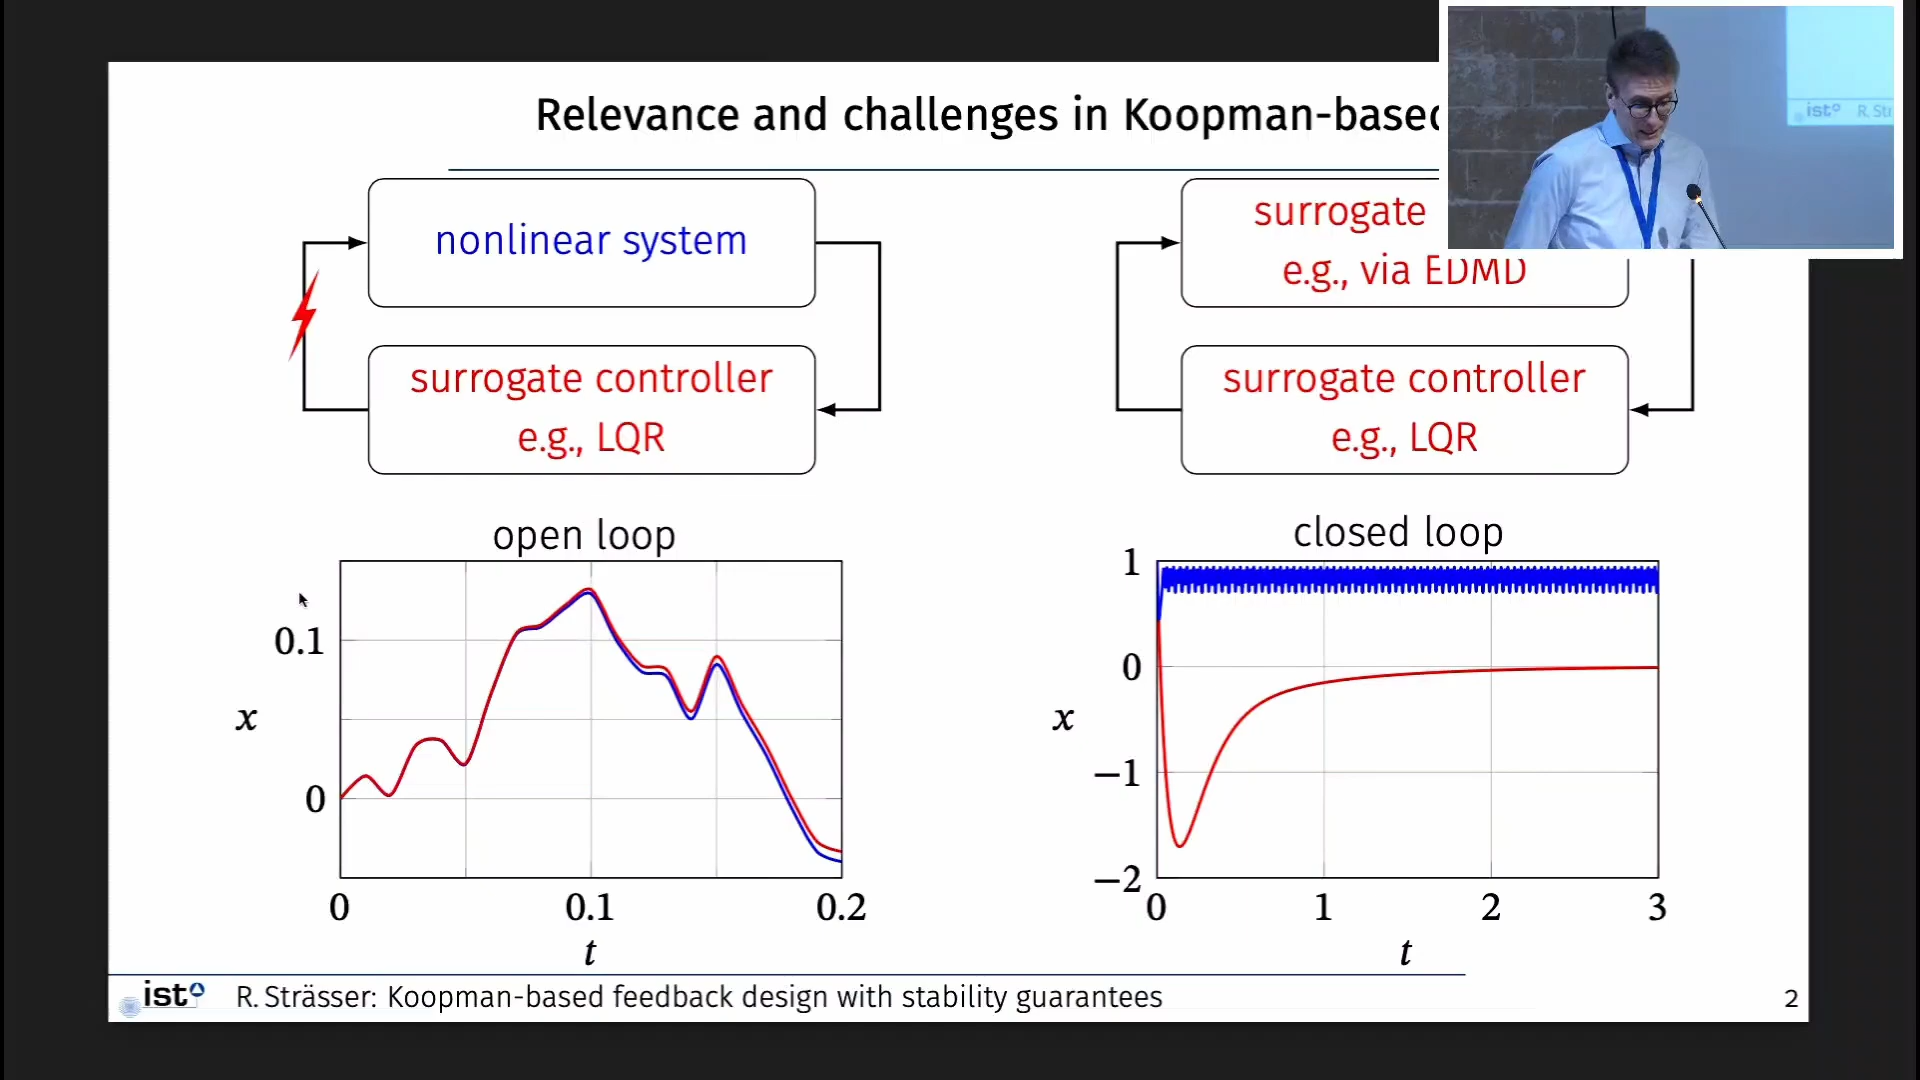 Relevance and challenges in Koopman-based
nonlinear system
surrogate controller
e.g., LQR
surrogate
e.g., via EDMD
surrogate controller
e.g., LQR
open loop
0.1
0
x
0
0.1
0.2
t
closed loop
1
0
−1
−2
x
0
1
2
3
t
ist
R. Strässer: Koopman-based feedback design with stability guarantees
2
ist
R. Str